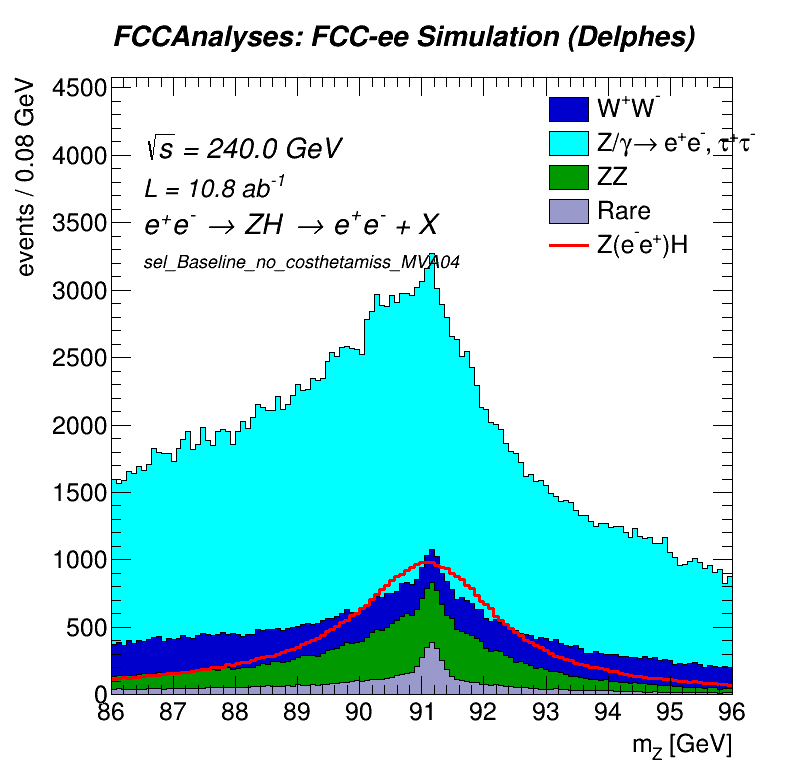 FCCAnalyses: FCC-ee Simulation (Delphes)
events / 0.08 GeV
4500
4000
3500
3000
2500
2000
1500
1000
500
0
√s = 240.0 GeV
L = 10.8 ab⁻¹
e⁺e⁻ → ZH → e⁺e⁻ + X
sel_Baseline_no_costhetamiss_MVA04
W⁺W⁻
Z/γ→ e⁺e⁻, τ⁺τ⁻
ZZ
Rare
Z(e⁻e⁺)H
86 87 88 89 90 91 92 93 94 95 96
m_Z [GeV]